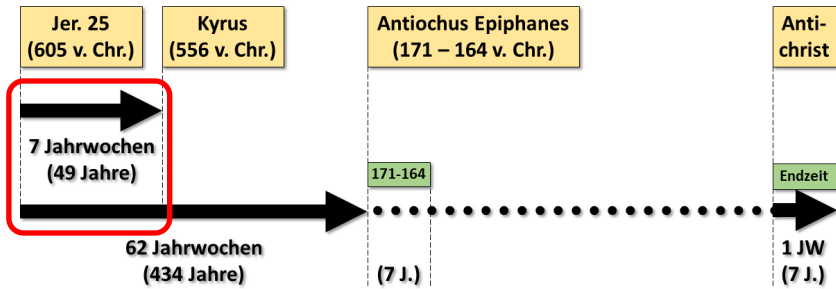 Jer. 25
(605 v. Chr.)
Kyrus
(556 v. Chr.)
Antiochus Epiphanes
(171 – 164 v. Chr.)
Anti-
christ
7 Jahrwochen
(49 Jahre)
171-164
Endzeit
62 Jahrwochen
(434 Jahre)
(7 J.)
1 JW
(7 J.)